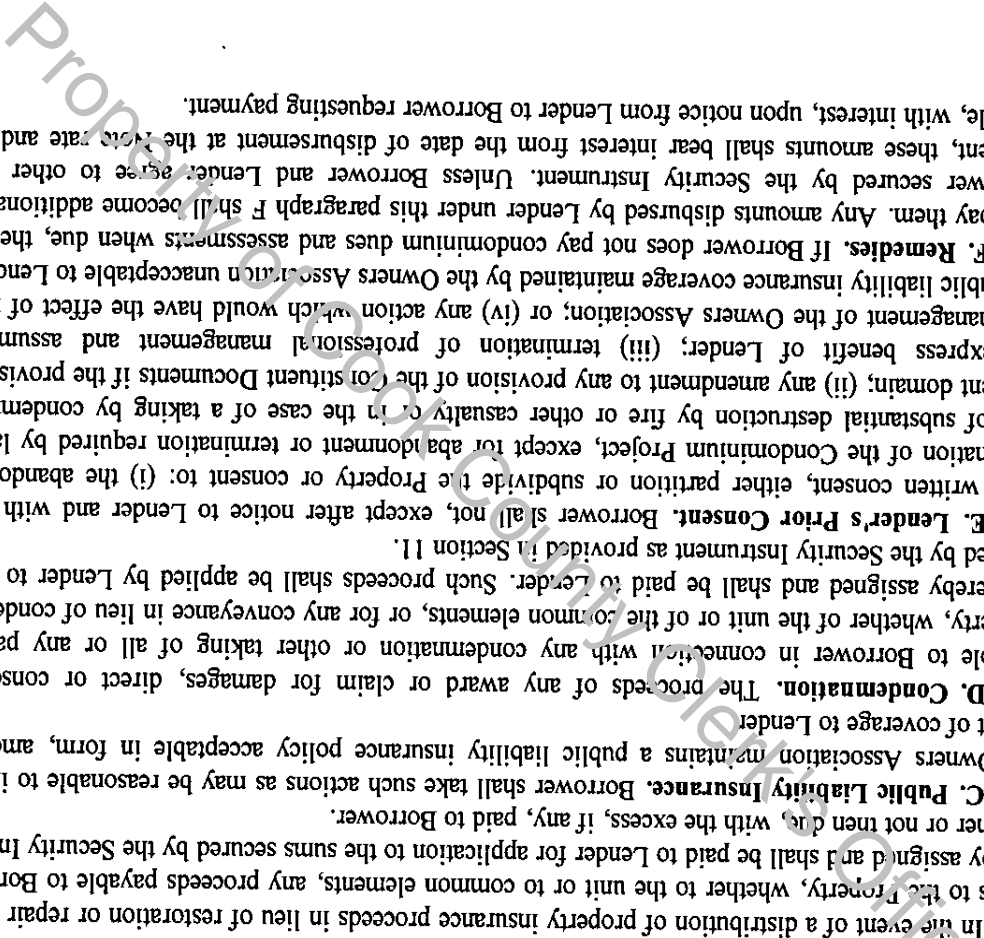 In the event of a distribution of property insurance proceeds in lieu of restoration or repair
s to the Property, whether to the unit or to common elements, any proceeds payable to Bor
y assigned and shall be paid to Lender for application to the sums secured by the Security In
her or not then due, with the excess, if any, paid to Borrower.
C. Public Liability Insurance. Borrower shall take such actions as may be reasonable to i
Owners Association maintains a public liability insurance policy acceptable in form, am
t of coverage to Lender
D. Condemnation. The proceeds of any award or claim for damages, direct or cons
ble to Borrower in connection with any condemnation or other taking of all or any pa
erty, whether of the unit or of the common elements, or for any conveyance in lieu of conde
ereby assigned and shall be paid to Lender. Such proceeds shall be applied by Lender to
ed by the Security Instrument as provided in Section 11.
E. Lender's Prior Consent. Borrower shall not, except after notice to Lender and with
written consent, either partition or subdivide the Property or consent to: (i) the abando
nation of the Condominium Project, except for abandonment or termination required by la
of substantial destruction by fire or other casualty or in the case of a taking by condem
nt domain; (ii) any amendment to any provision of the Constituent Documents if the provis
xpress benefit of Lender; (iii) termination of professional management and assum
management of the Owners Association; or (iv) any action which would have the effect of
ublic liability insurance coverage maintained by the Owners Association unacceptable to Lend
F. Remedies. If Borrower does not pay condominium dues and assessments when due, the
pay them. Any amounts disbursed by Lender under this paragraph F shall become additiona
wer secured by the Security Instrument. Unless Borrower and Lender agree to other
ent, these amounts shall bear interest from the date of disbursement at the Note rate and
le, with interest, upon notice from Lender to Borrower requesting payment.
Property of Cook County Clerk's Offic